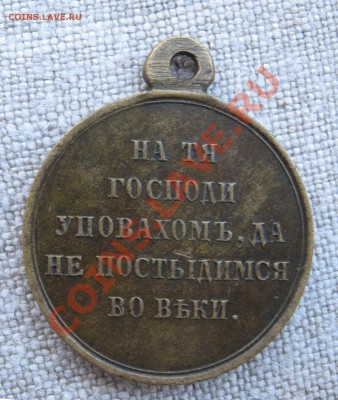 COINS.LAVE.RU
НА ТЯ
ГОСПОДИ
УПОВАХОМЪ, ДА
НЕ ПОСТЫДИМСЯ
ВО ВѢКИ.
COINS.LAVE.RU